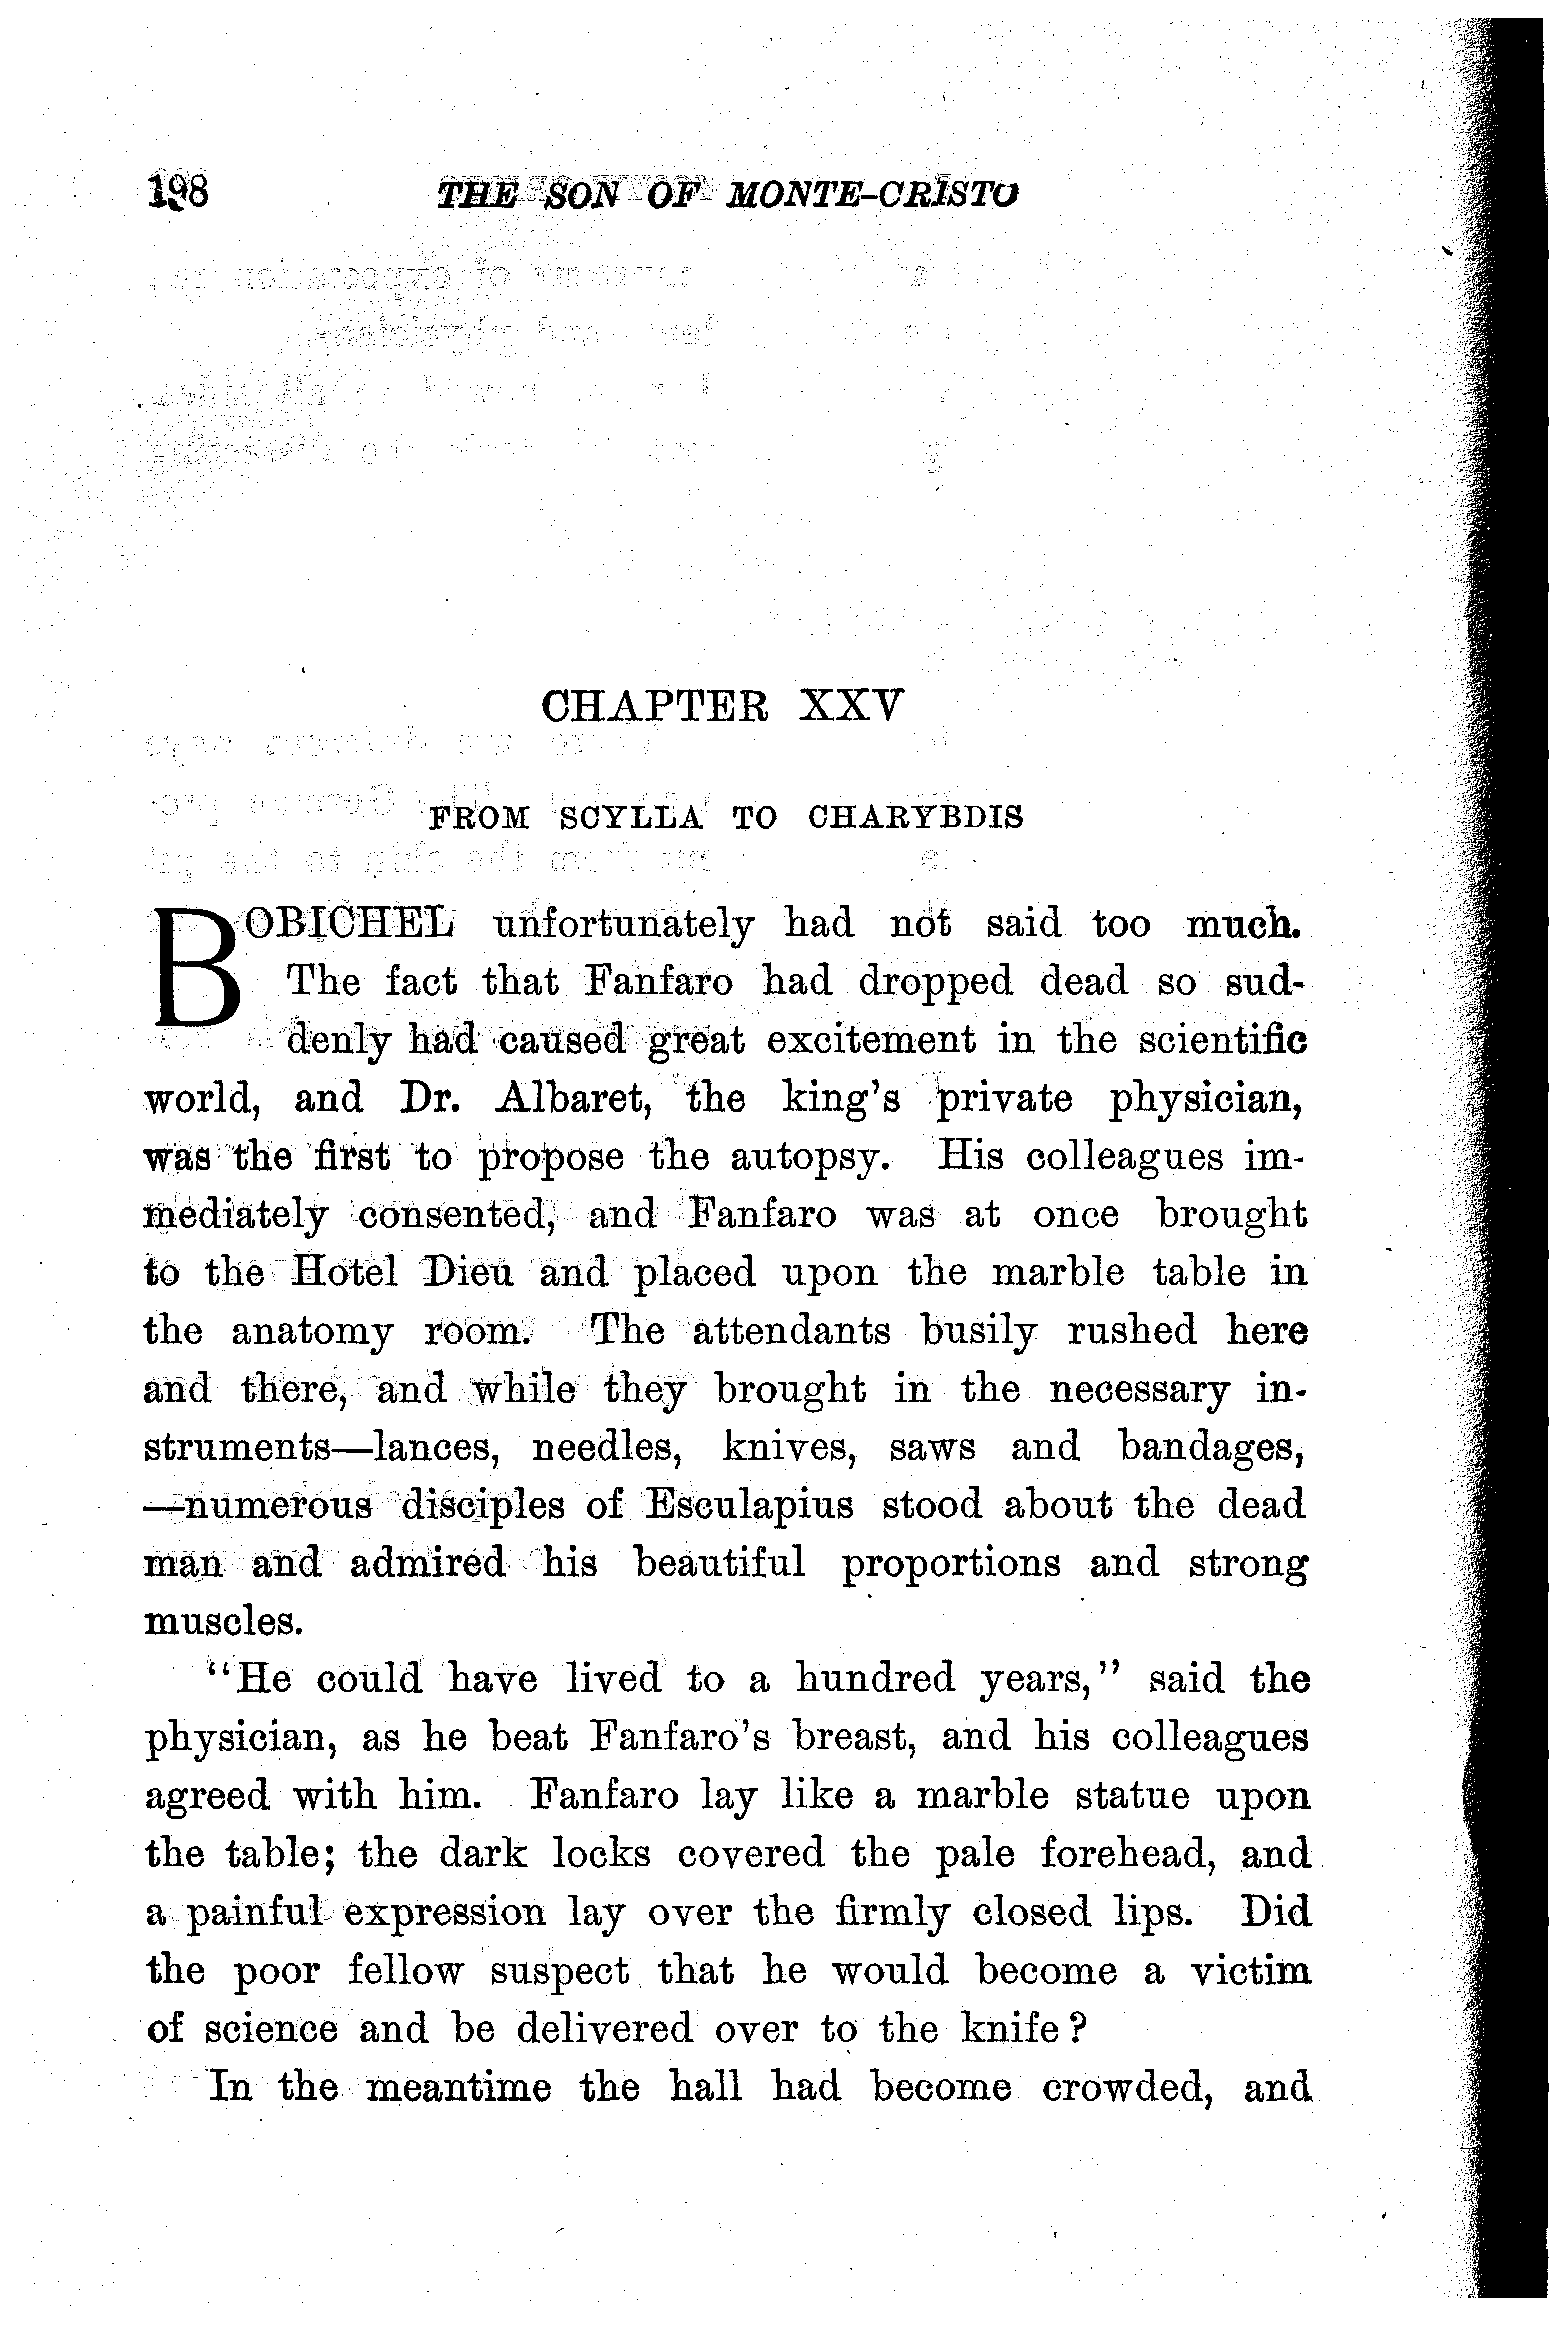 198 THE SON OF MONTE-CRISTO
CHAPTER XXV
FROM SCYLLA TO CHARYBDIS
BOBICHEL unfortunately had not said too much.
The fact that Fanfaro had dropped dead so sud-
denly had caused great excitement in the scientific
world, and Dr. Albaret, the king's private physician,
was the first to propose the autopsy. His colleagues im-
mediately consented, and Fanfaro was at once brought
to the Hotel Dieu and placed upon the marble table in
the anatomy room. The attendants busily rushed here
and there, and while they brought in the necessary in-
struments—lances, needles, knives, saws and bandages,
—numerous disciples of Esculapius stood about the dead
man and admired his beautiful proportions and strong
muscles.
"He could have lived to a hundred years," said the
physician, as he beat Fanfaro's breast, and his colleagues
agreed with him. Fanfaro lay like a marble statue upon
the table; the dark locks covered the pale forehead, and
a painful expression lay over the firmly closed lips. Did
the poor fellow suspect that he would become a victim
of science and be delivered over to the knife?
In the meantime the hall had become crowded, and